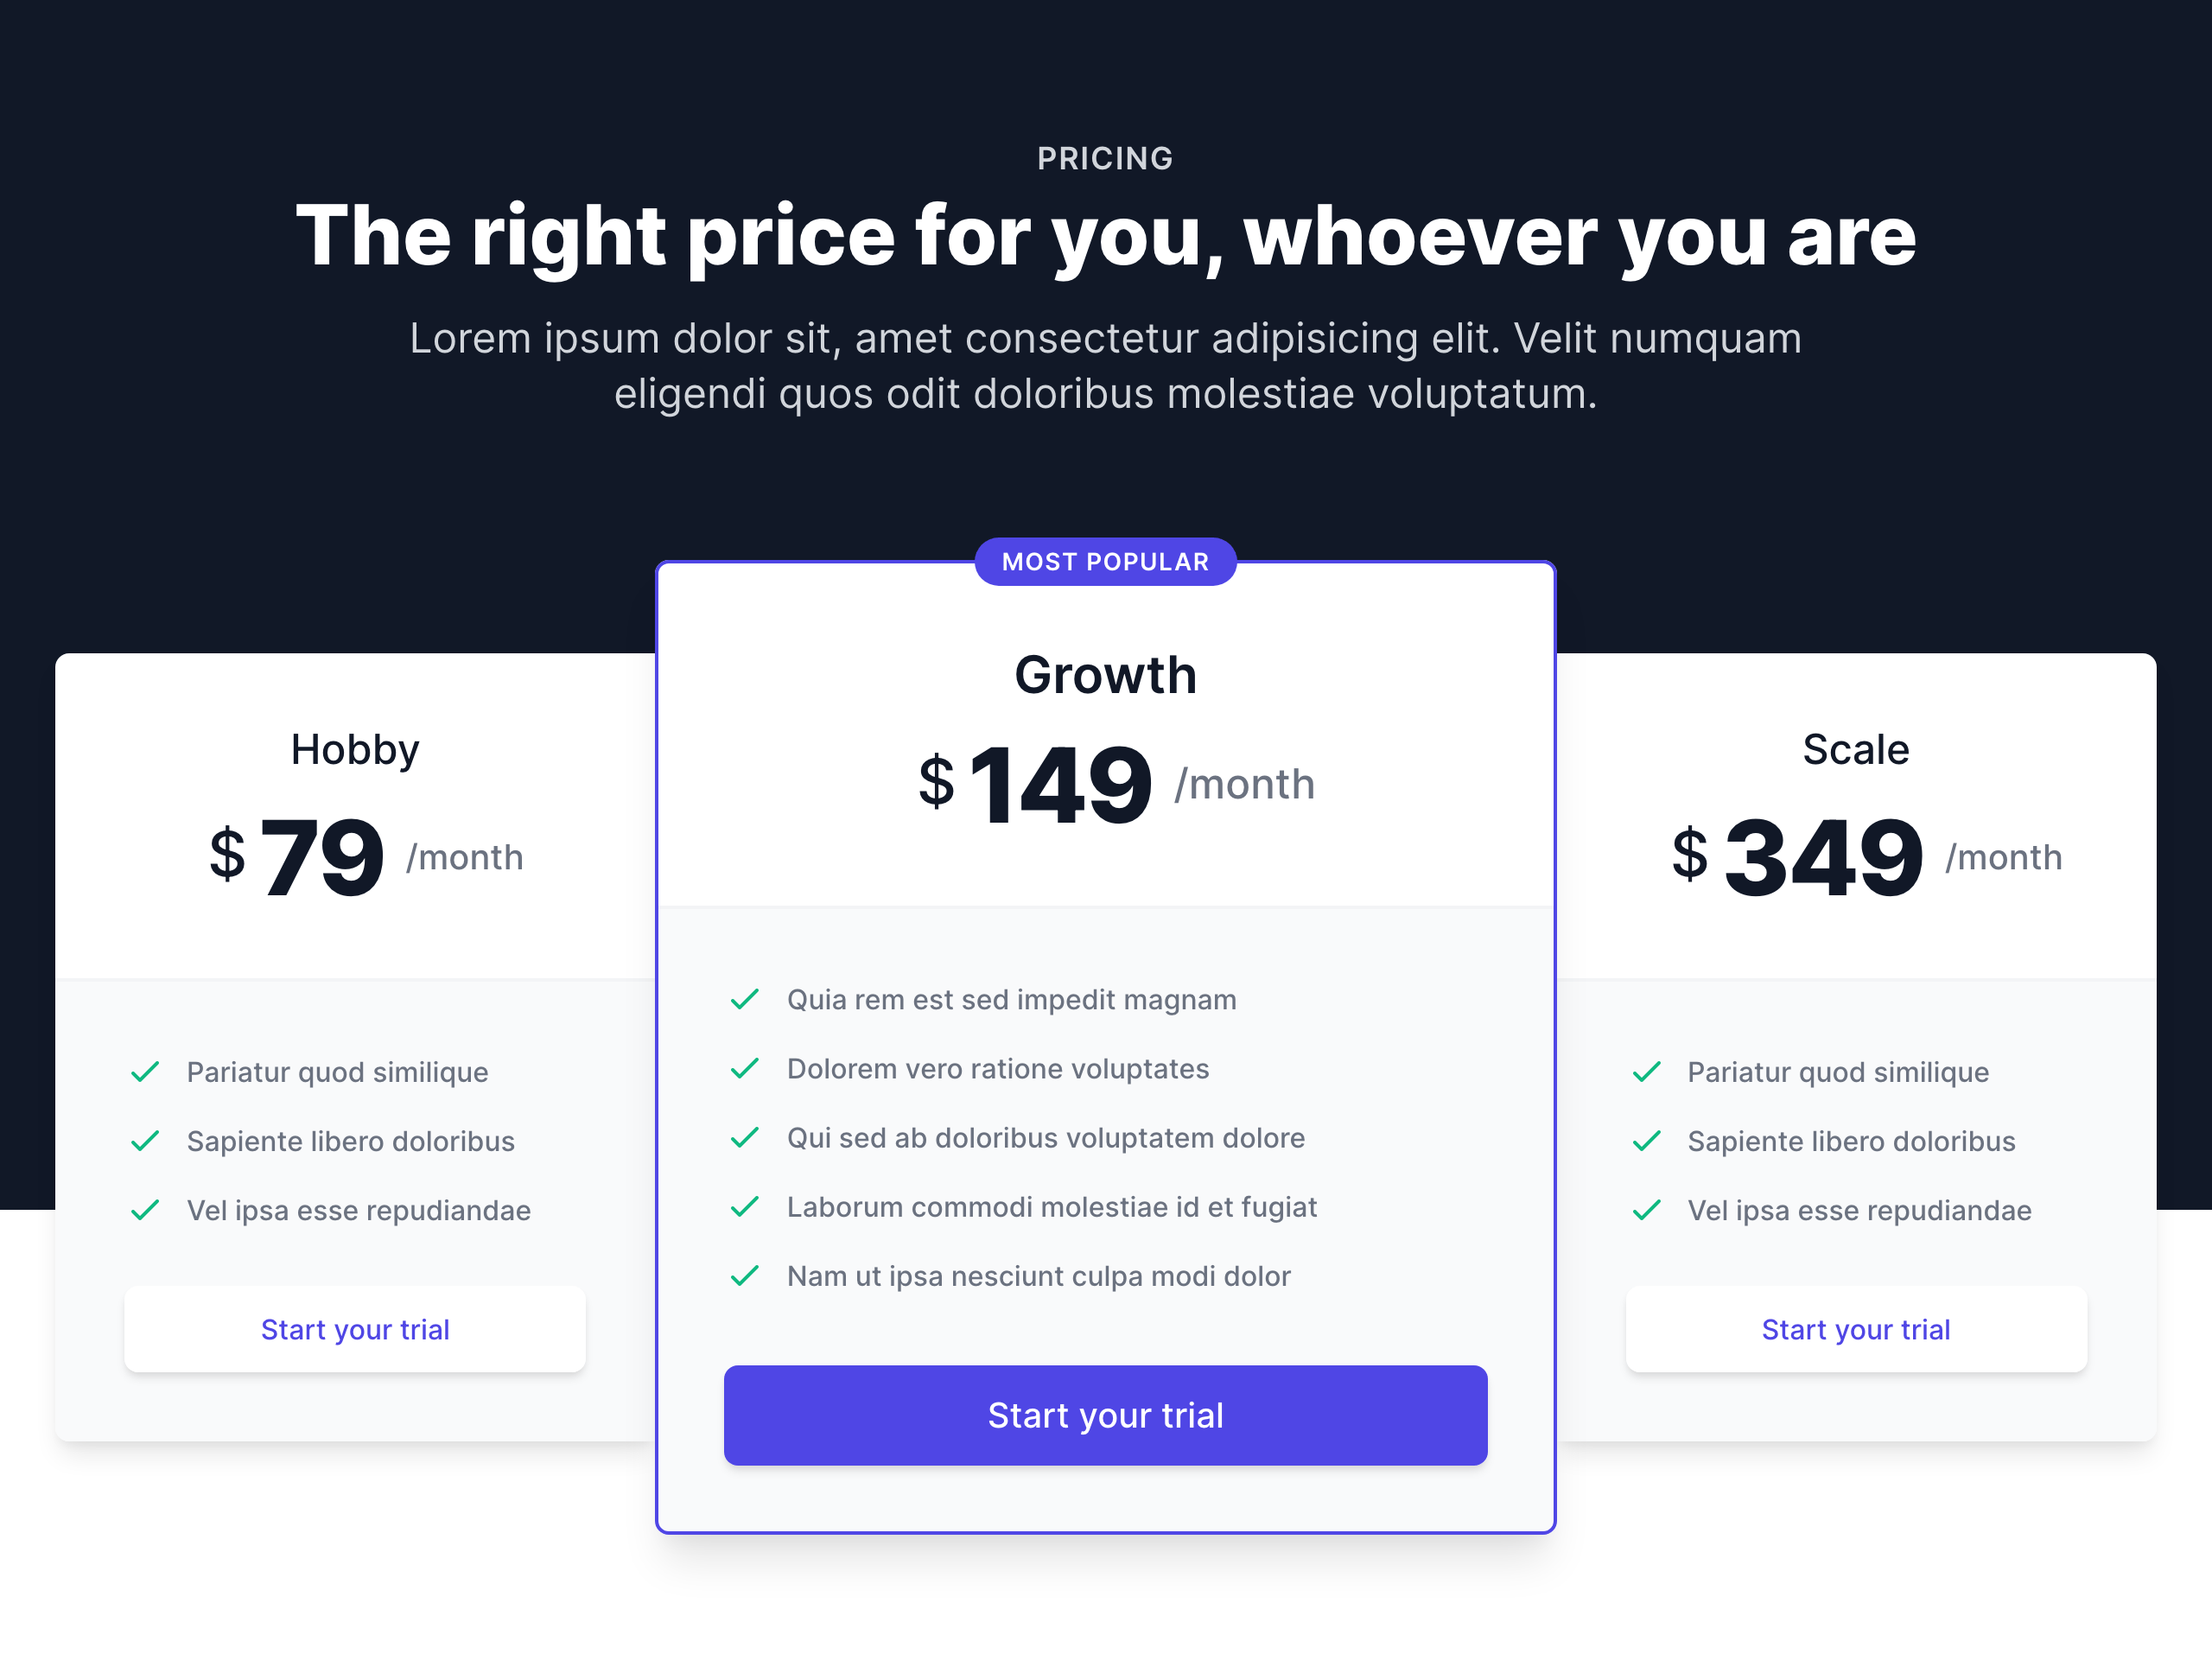 PRICING
The right price for you, whoever you are
Lorem ipsum dolor sit, amet consectetur adipisicing elit. Velit numquam
eligendi quos odit doloribus molestiae voluptatum.
Hobby
$79 /month
Pariatur quod similique
Sapiente libero doloribus
Vel ipsa esse repudiandae
Start your trial
MOST POPULAR
Growth
$149 /month
Quia rem est sed impedit magnam
Dolorem vero ratione voluptates
Qui sed ab doloribus voluptatem dolore
Laborum commodi molestiae id et fugiat
Nam ut ipsa nesciunt culpa modi dolor
Start your trial
Scale
$349 /month
Pariatur quod similique
Sapiente libero doloribus
Vel ipsa esse repudiandae
Start your trial